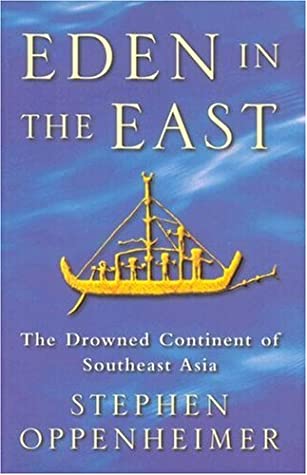 EDEN IN
THE EAST
The Drowned Continent of
Southeast Asia
STEPHEN
OPPENHEIMER